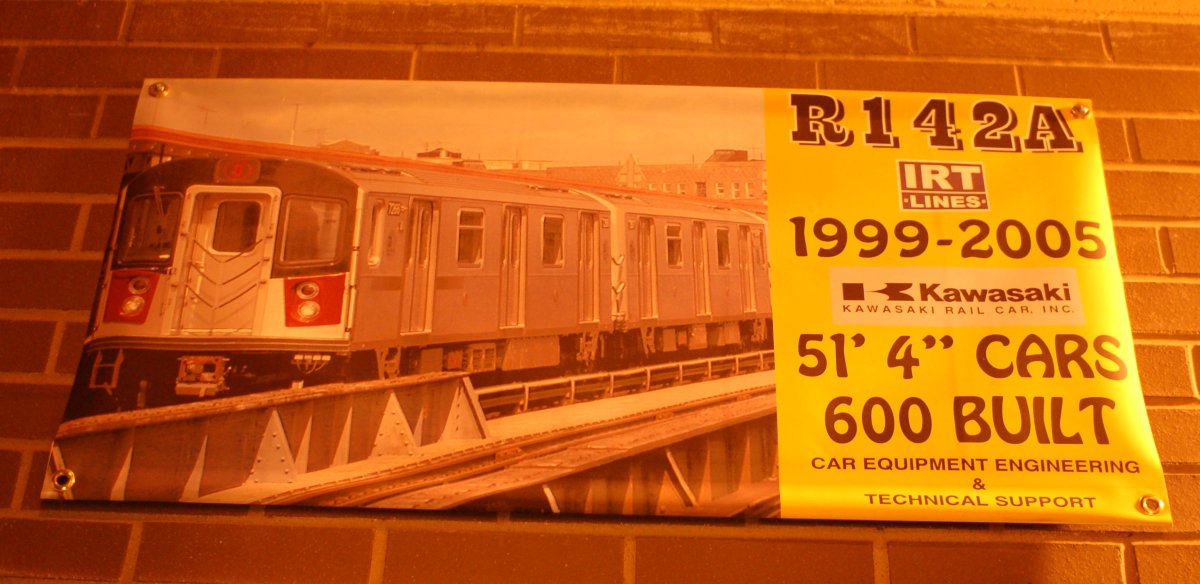 R142A
IRT
·LINES·
1999-2005
Kawasaki
KAWASAKI RAIL CAR, INC.
51' 4" CARS
600 BUILT
CAR EQUIPMENT ENGINEERING
&
TECHNICAL SUPPORT